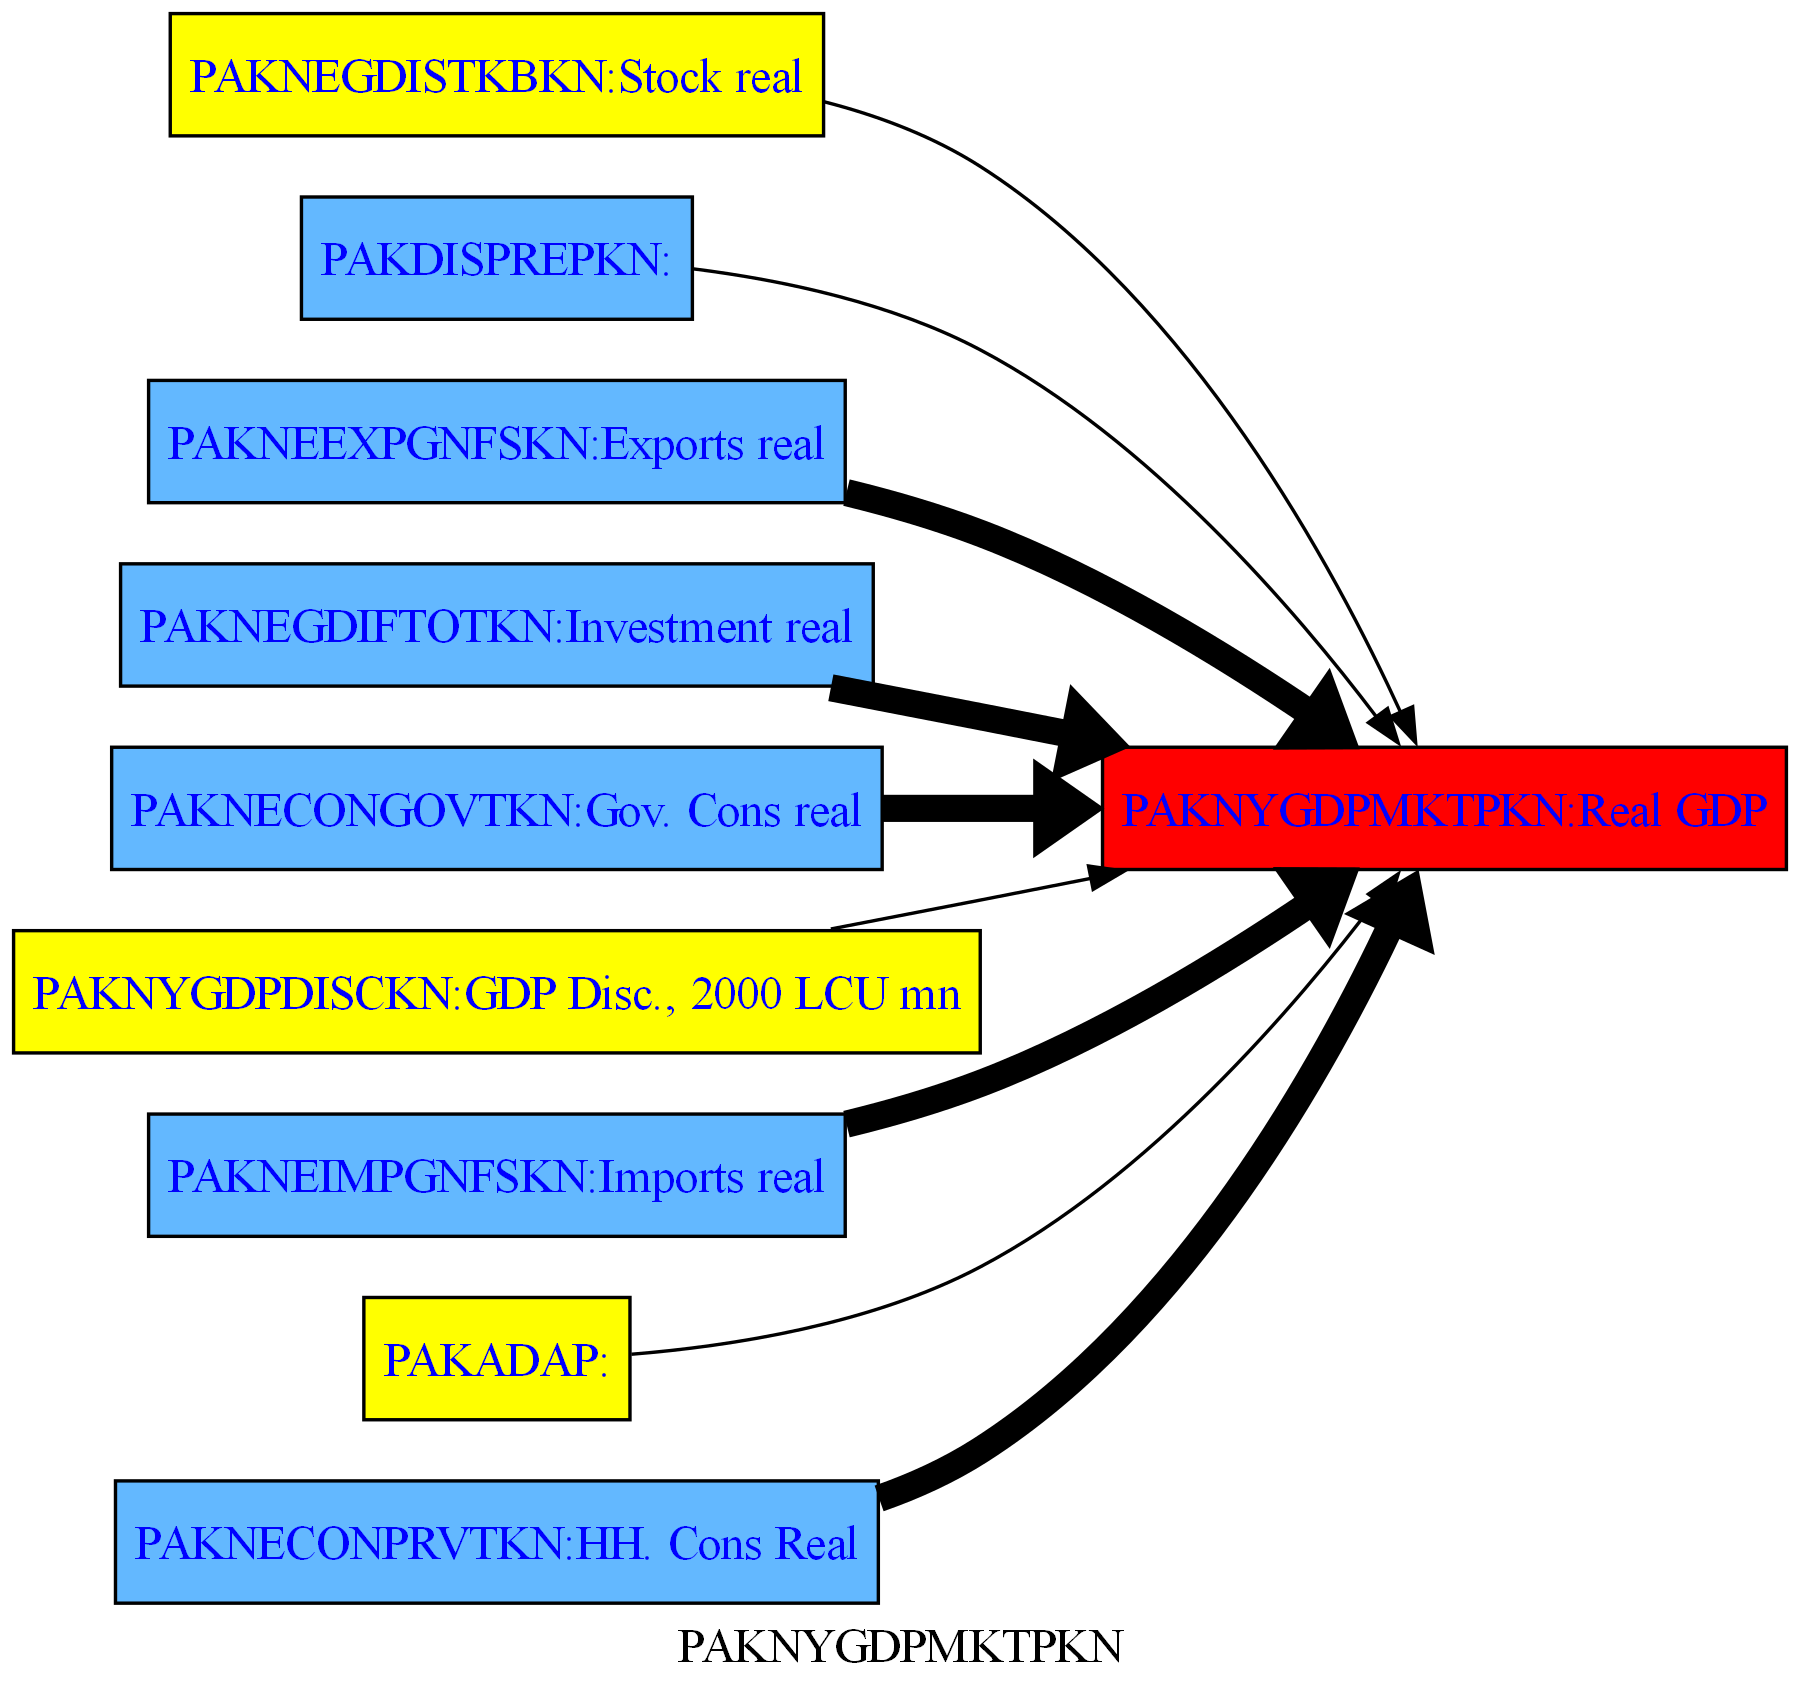 PAKNEGDISTKBKN:Stock real
PAKDISPREPKN:
PAKNEEXPGNFSKN:Exports real
PAKNEGDIFTOTKN:Investment real
PAKNECONGOVTKN:Gov. Cons real
PAKNYGDPMKTPKN:Real GDP
PAKNYGDPDISCKN:GDP Disc., 2000 LCU mn
PAKNEIMPGNFSKN:Imports real
PAKADAP:
PAKNECONPRVTKN:HH. Cons Real
PAKNYGDPMKTPKN